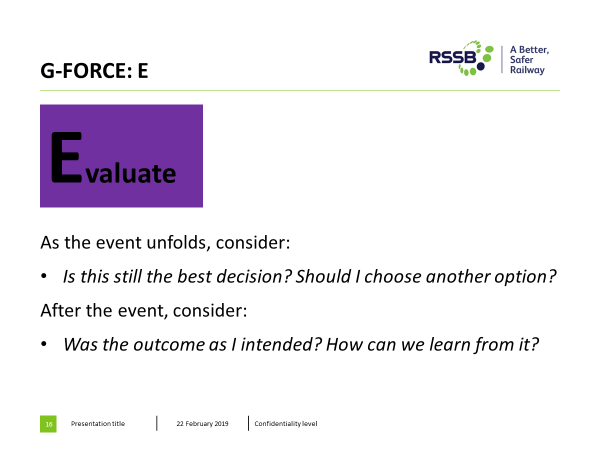 G-FORCE: E
RSSB
A Better,
Safer
Railway
Evaluate
As the event unfolds, consider:
• Is this still the best decision? Should I choose another option?
After the event, consider:
• Was the outcome as I intended? How can we learn from it?
16 Presentation title 22 February 2019 Confidentiality level